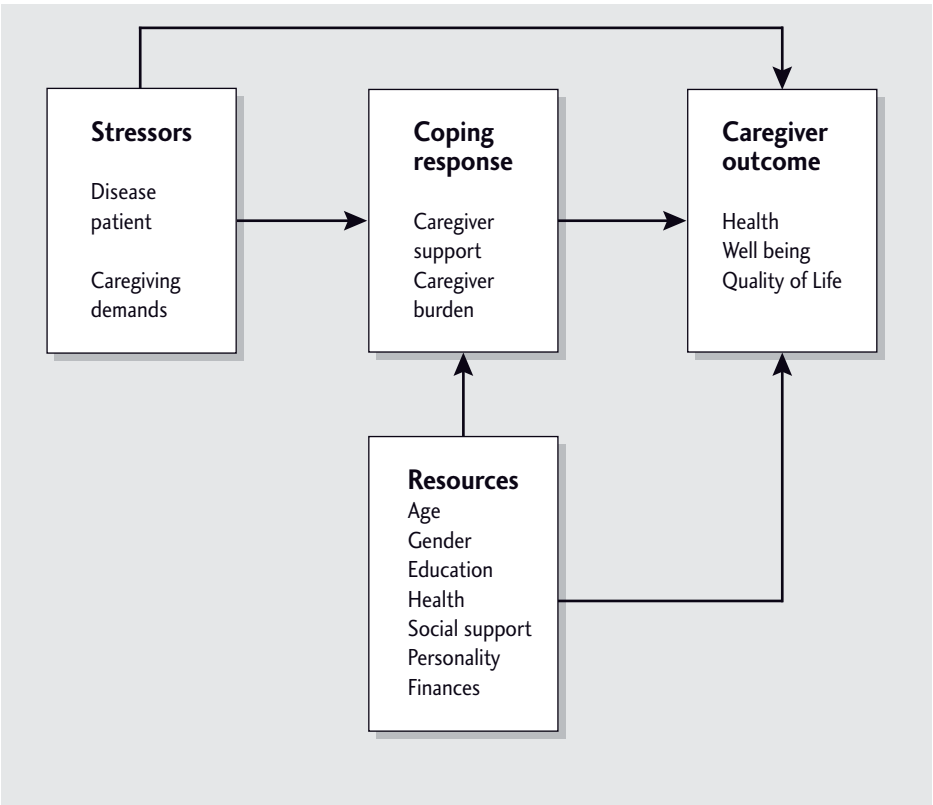 Stressors
Disease
patient
Caregiving
demands
Coping
response
Caregiver
support
Caregiver
burden
Caregiver
outcome
Health
Well being
Quality of Life
Resources
Age
Gender
Education
Health
Social support
Personality
Finances